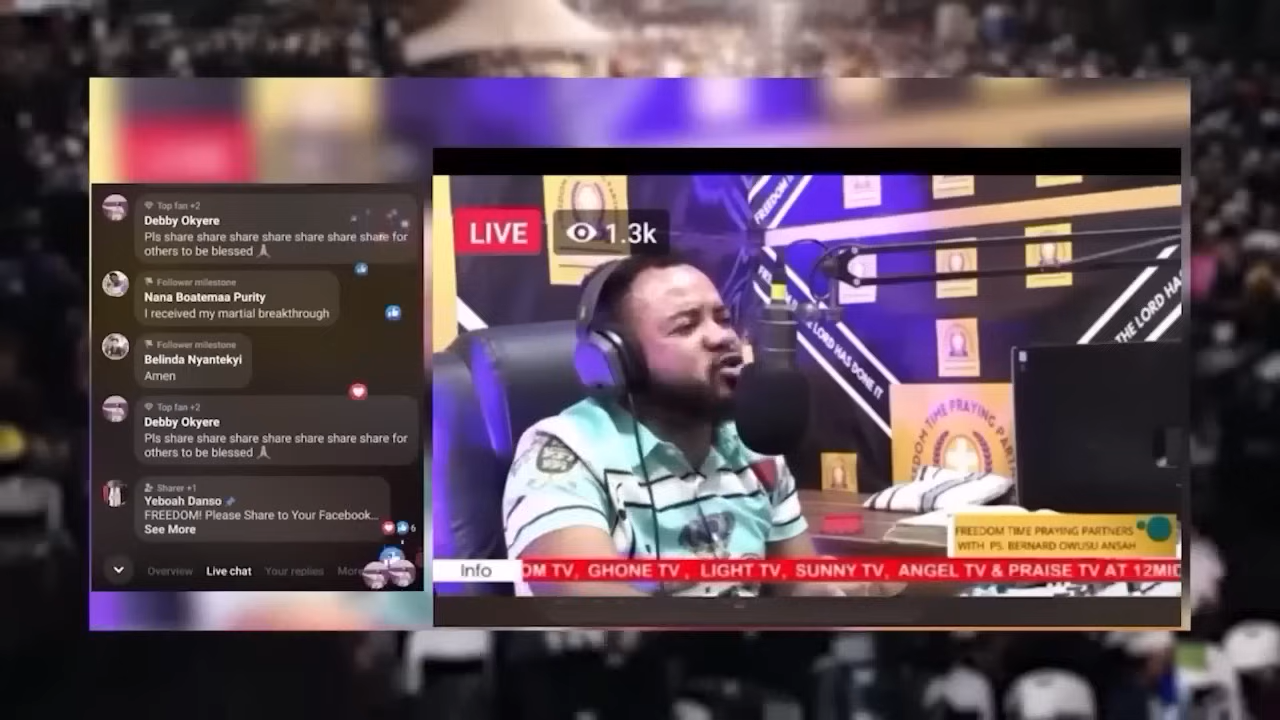 Top fan +2
Debby Okyere
Pls share share share share share share share for
others to be blessed
Follower milestone
Nana Boatemaa Purity
I received my martial breakthrough
Follower milestone
Belinda Nyantekyi
Amen
Top fan +2
Debby Okyere
Pls share share share share share share share for
others to be blessed
Sharer +1
Yeboah Danso
FREEDOM! Please Share to Your Facebook...
See More
6
Overview Live chat Your replies More
LIVE 1.3k
FREEDOM
LORD HAS DONE IT
THE LORD HA
EDOM TIME PRAYING PART
FREEDOM TIME PRAYING PARTNERS
WITH PS. BERNARD OWUSU ANSAH
Info OM TV, GHONE TV, LIGHT TV, SUNNY TV, ANGEL TV & PRAISE TV AT 12MID